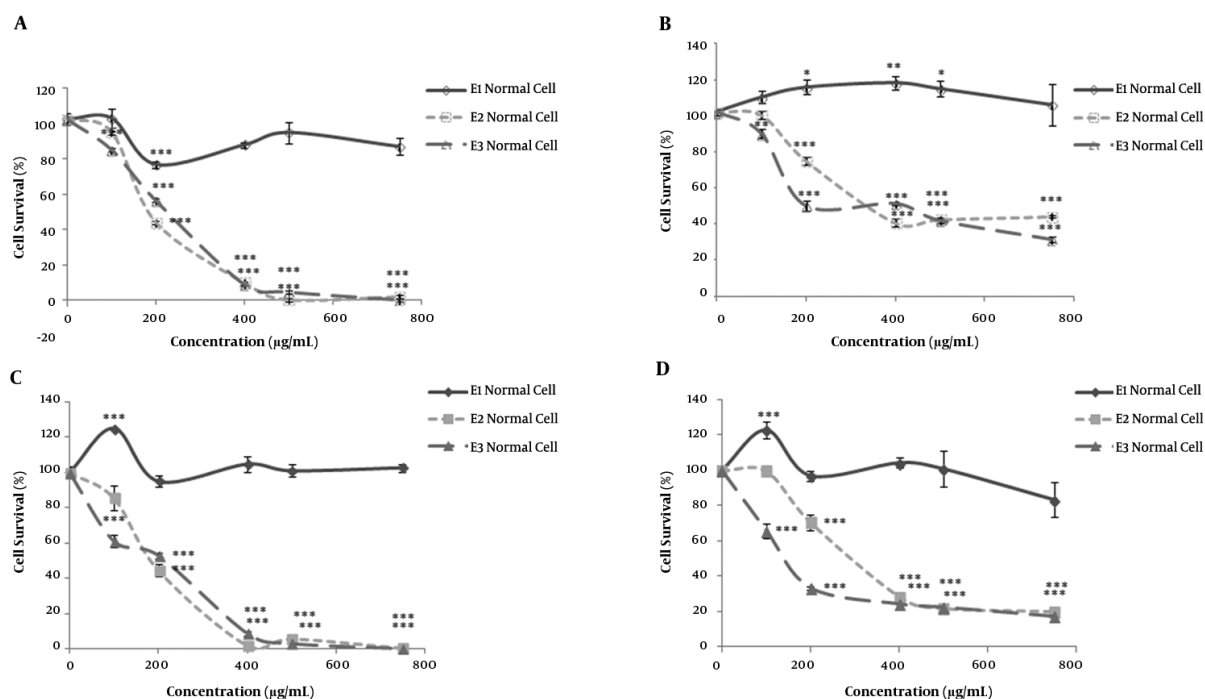 A
120
100
80
60
40
20
0
-20
0 200 400 600 800
Cell Survival (%)
Concentration (µg/mL)
E1 Normal Cell
E2 Normal Cell
E3 Normal Cell
***
***
***
***
***
***
***
***
***
***
B
140
120
100
80
60
40
20
0
0 200 400 600 800
Cell Survival (%)
Concentration (µg/mL)
E1 Normal Cell
E2 Normal Cell
E3 Normal Cell
*
**
*
**
***
***
***
***
***
***
***
***
C
140
120
100
80
60
40
20
0
0 200 400 600 800
Cell Survival (%)
Concentration (µg/mL)
E1 Normal Cell
E2 Normal Cell
E3 Normal Cell
***
***
***
***
***
***
***
***
***
***
D
140
120
100
80
60
40
20
0
0 200 400 600 800
Cell Survival (%)
Concentration (µg/mL)
E1 Normal Cell
E2 Normal Cell
E3 Normal Cell
***
***
***
***
***
***
***
***
***
***